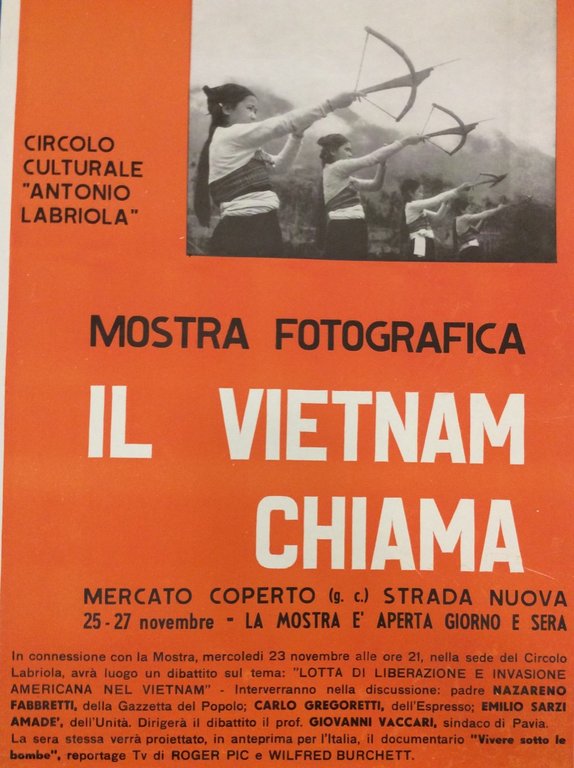 CIRCOLO
CULTURALE
"ANTONIO
LABRIOLA"
MOSTRA FOTOGRAFICA
IL VIETNAM
CHIAMA
MERCATO COPERTO (g. c.) STRADA NUOVA
25-27 novembre - LA MOSTRA E' APERTA GIORNO E SERA
In connessione con la Mostra, mercoledì 23 novembre alle ore 21, nella sede del Circolo
Labriola, avrà luogo un dibattito sul tema: "LOTTA DI LIBERAZIONE E INVASIONE
AMERICANA NEL VIETNAM" - Interverranno nella discussione: padre NAZARENO
FABBRETTI, della Gazzetta del Popolo; CARLO GREGORETTI, dell'Espresso; EMILIO SARZI
AMADE', dell'Unità. Dirigerà il dibattito il prof. GIOVANNI VACCARI, sindaco di Pavia.
La sera stessa verrà proiettato, in anteprima per l'Italia, il documentario "Vivere sotto le
bombe", reportage Tv di ROGER PIC e WILFRED BURCHETT.